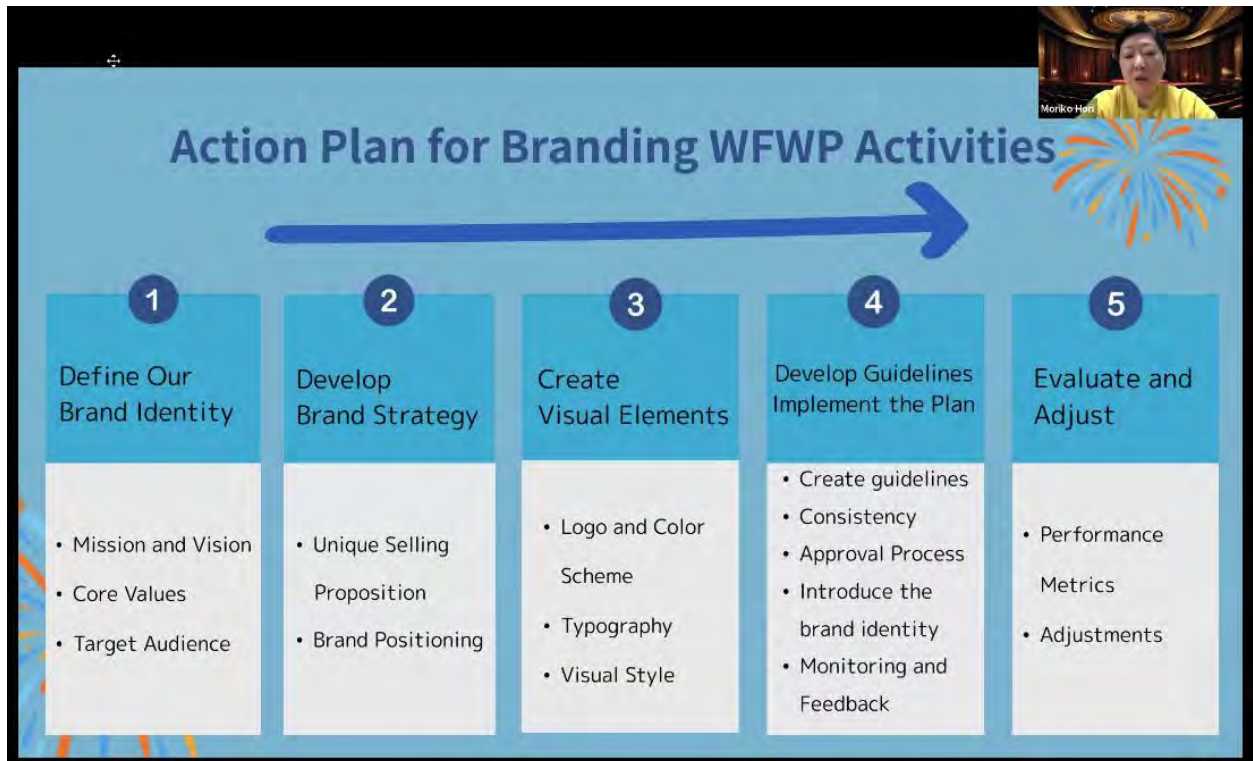 Moriko Hori
Action Plan for Branding WFWP Activities
1
Define Our
Brand Identity
• Mission and Vision
• Core Values
• Target Audience
2
Develop
Brand Strategy
• Unique Selling
Proposition
• Brand Positioning
3
Create
Visual Elements
• Logo and Color
Scheme
• Typography
• Visual Style
4
Develop Guidelines
Implement the Plan
• Create guidelines
• Consistency
• Approval Process
• Introduce the
brand identity
• Monitoring and
Feedback
5
Evaluate and
Adjust
• Performance
Metrics
• Adjustments